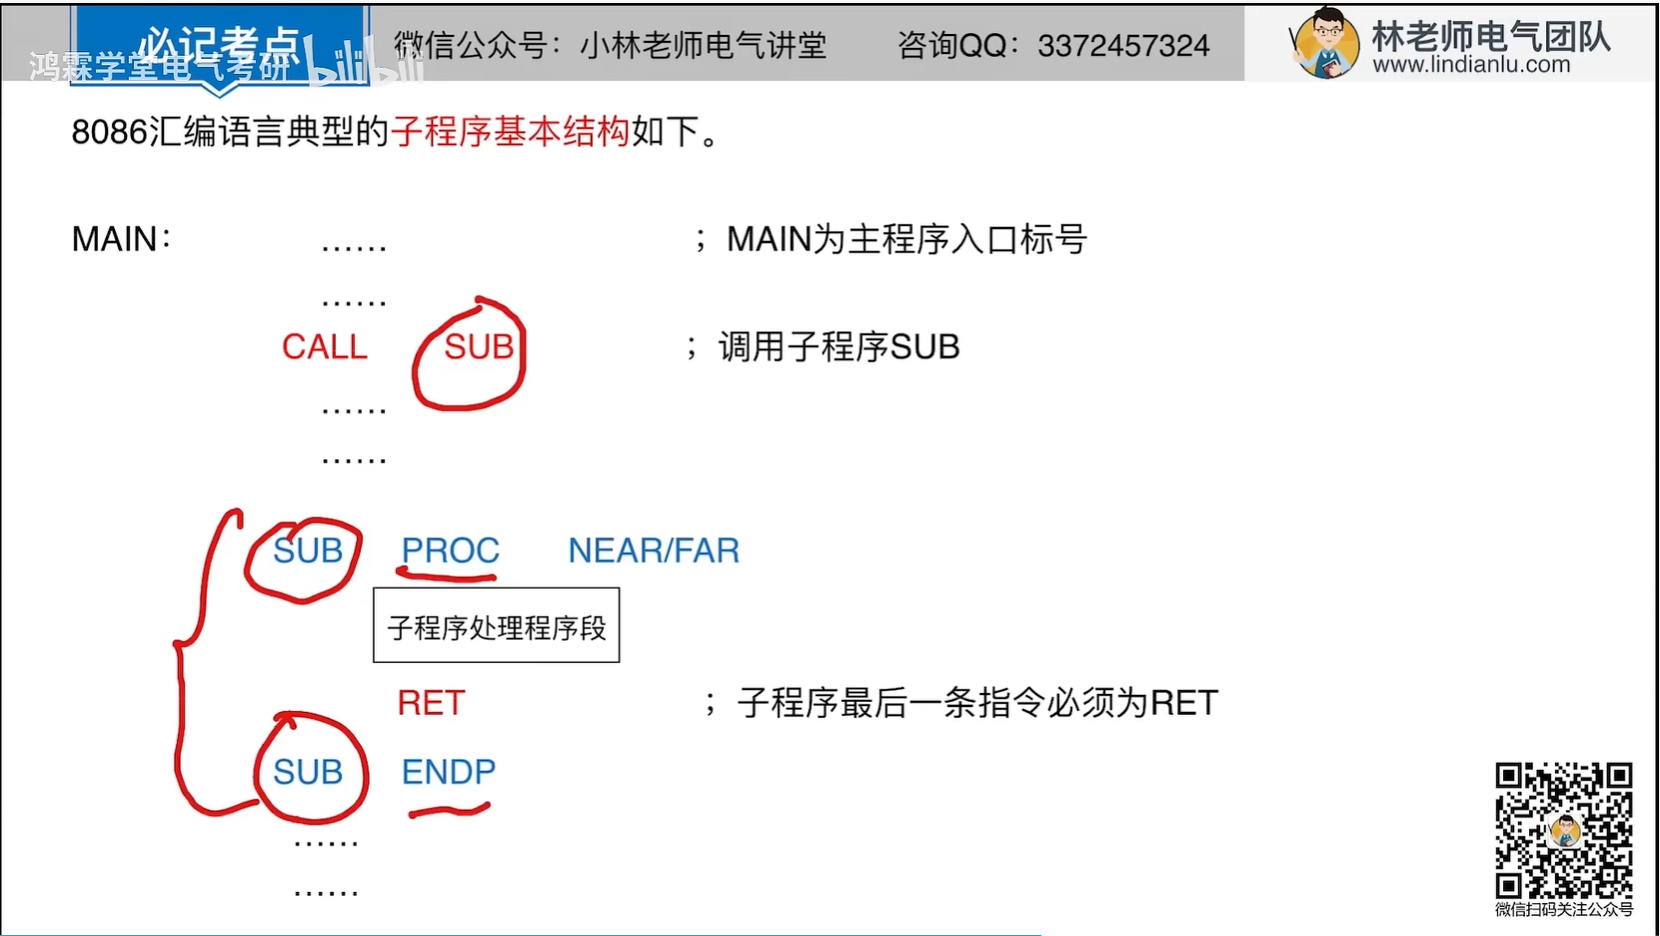 必记考点
鸿霖学堂电气考研 bilibili
微信公众号：小林老师电气讲堂 咨询QQ：3372457324
林老师电气团队
www.lindianlu.com
8086汇编语言典型的子程序基本结构如下。
MAIN： …… ；MAIN为主程序入口标号
……
CALL SUB ；调用子程序SUB
……
……
SUB PROC NEAR/FAR
子程序处理程序段
RET ；子程序最后一条指令必须为RET
SUB ENDP
……
……
微信扫码关注公众号